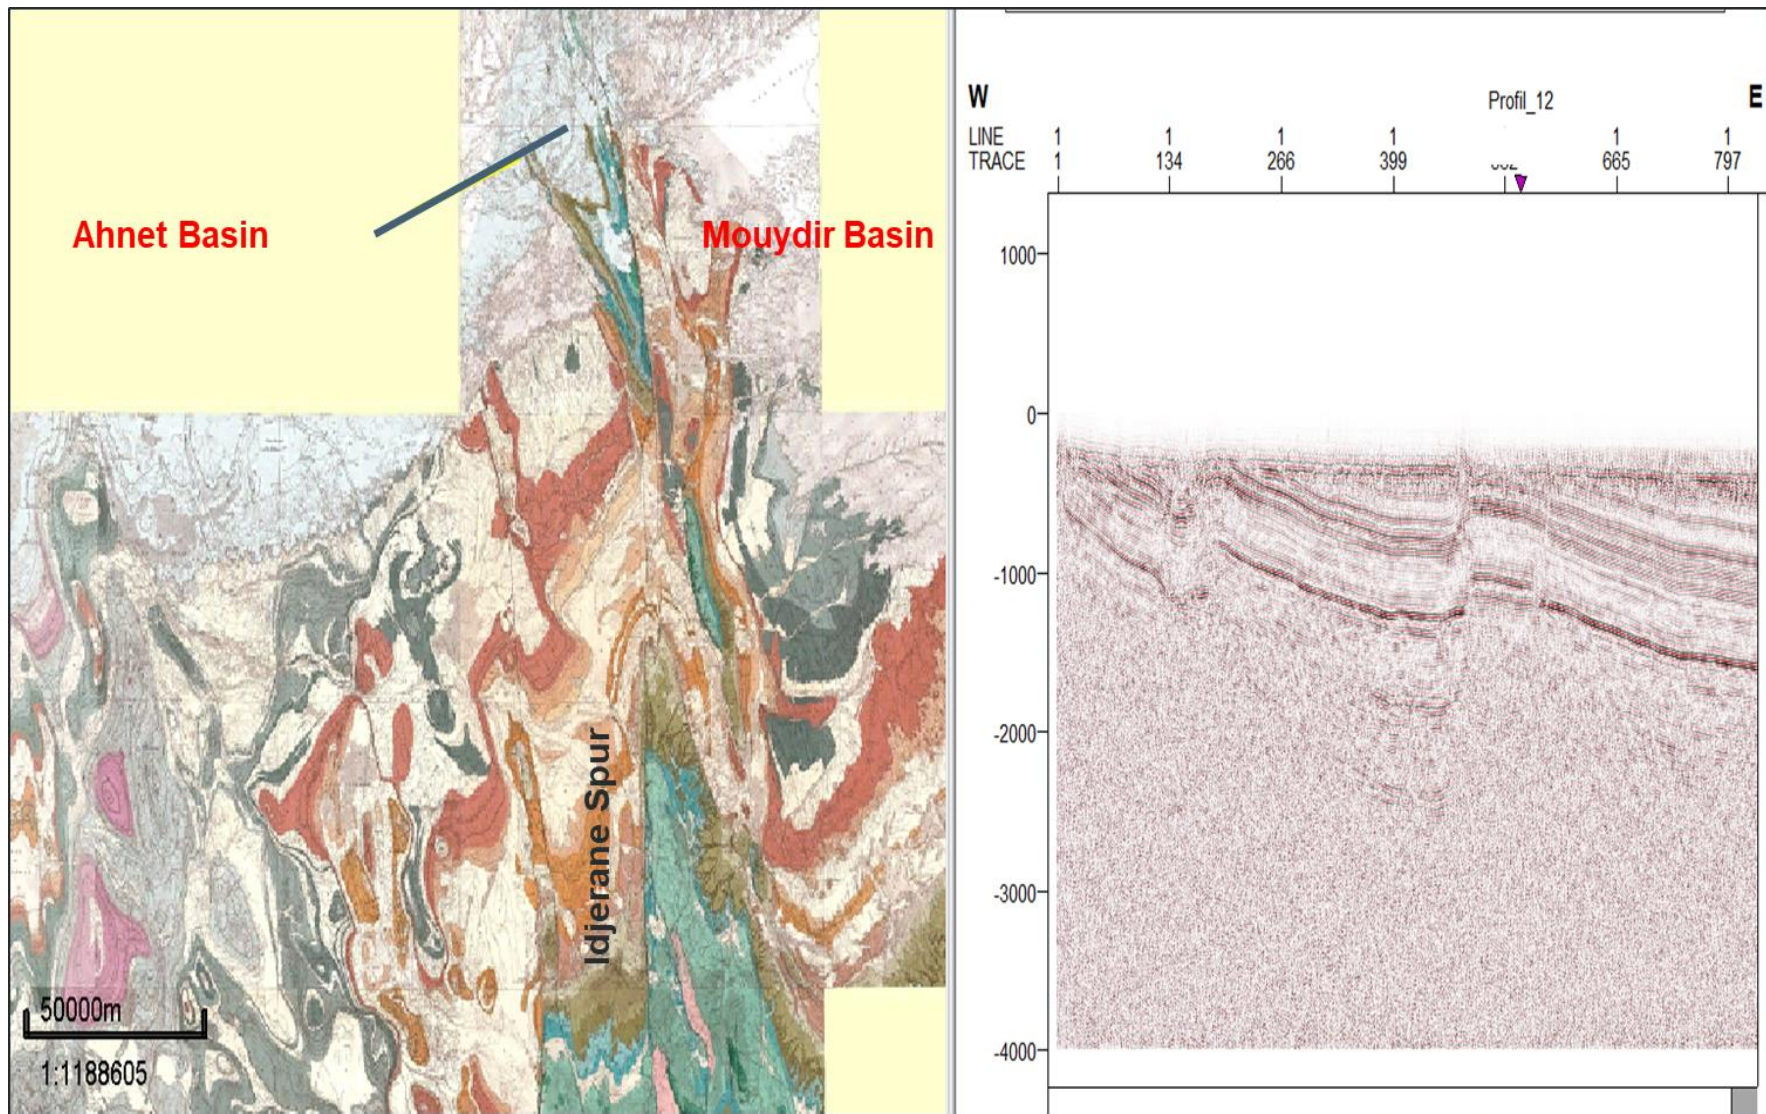 Ahnet Basin
Mouydir Basin
Idjerane Spur
50000m
1:1188605
W
Profil_12
E
LINE 1 1 1 1 1 1
TRACE 1 134 266 399 665 797
1000
0
-1000
-2000
-3000
-4000